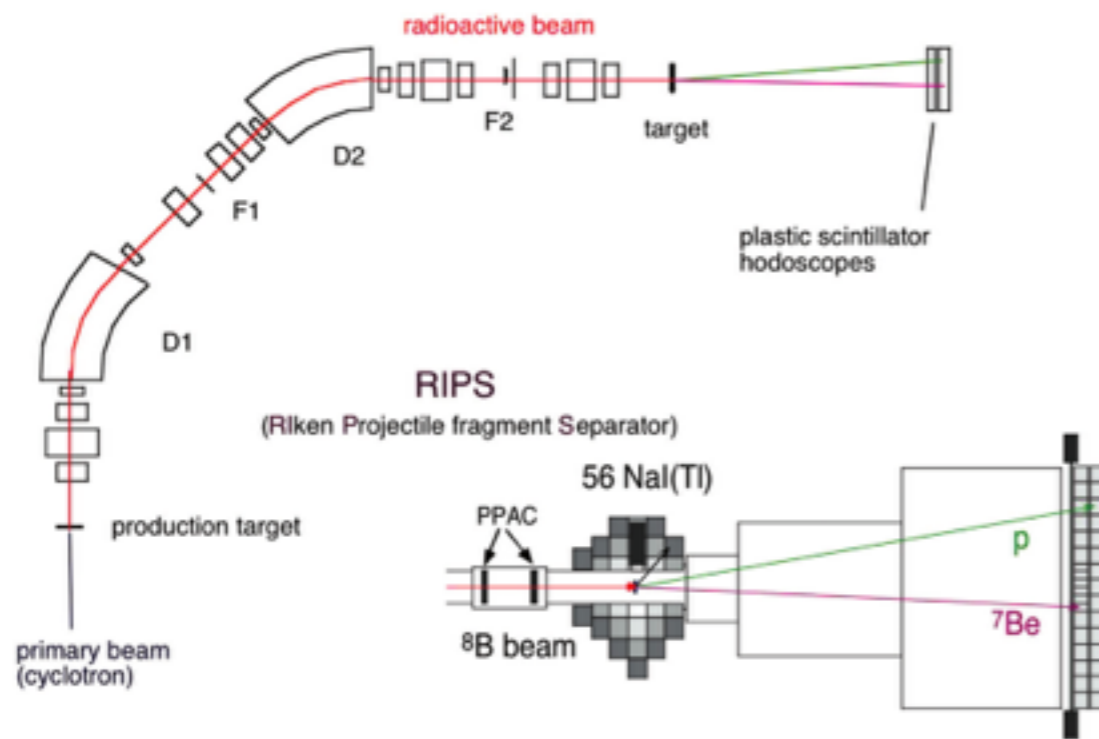 radioactive beam
F2
target
D2
F1
plastic scintillator
hodoscopes
D1
RIPS
(RIken Projectile fragment Separator)
56 NaI(Tl)
production target
PPAC
p
⁷Be
⁸B beam
primary beam
(cyclotron)